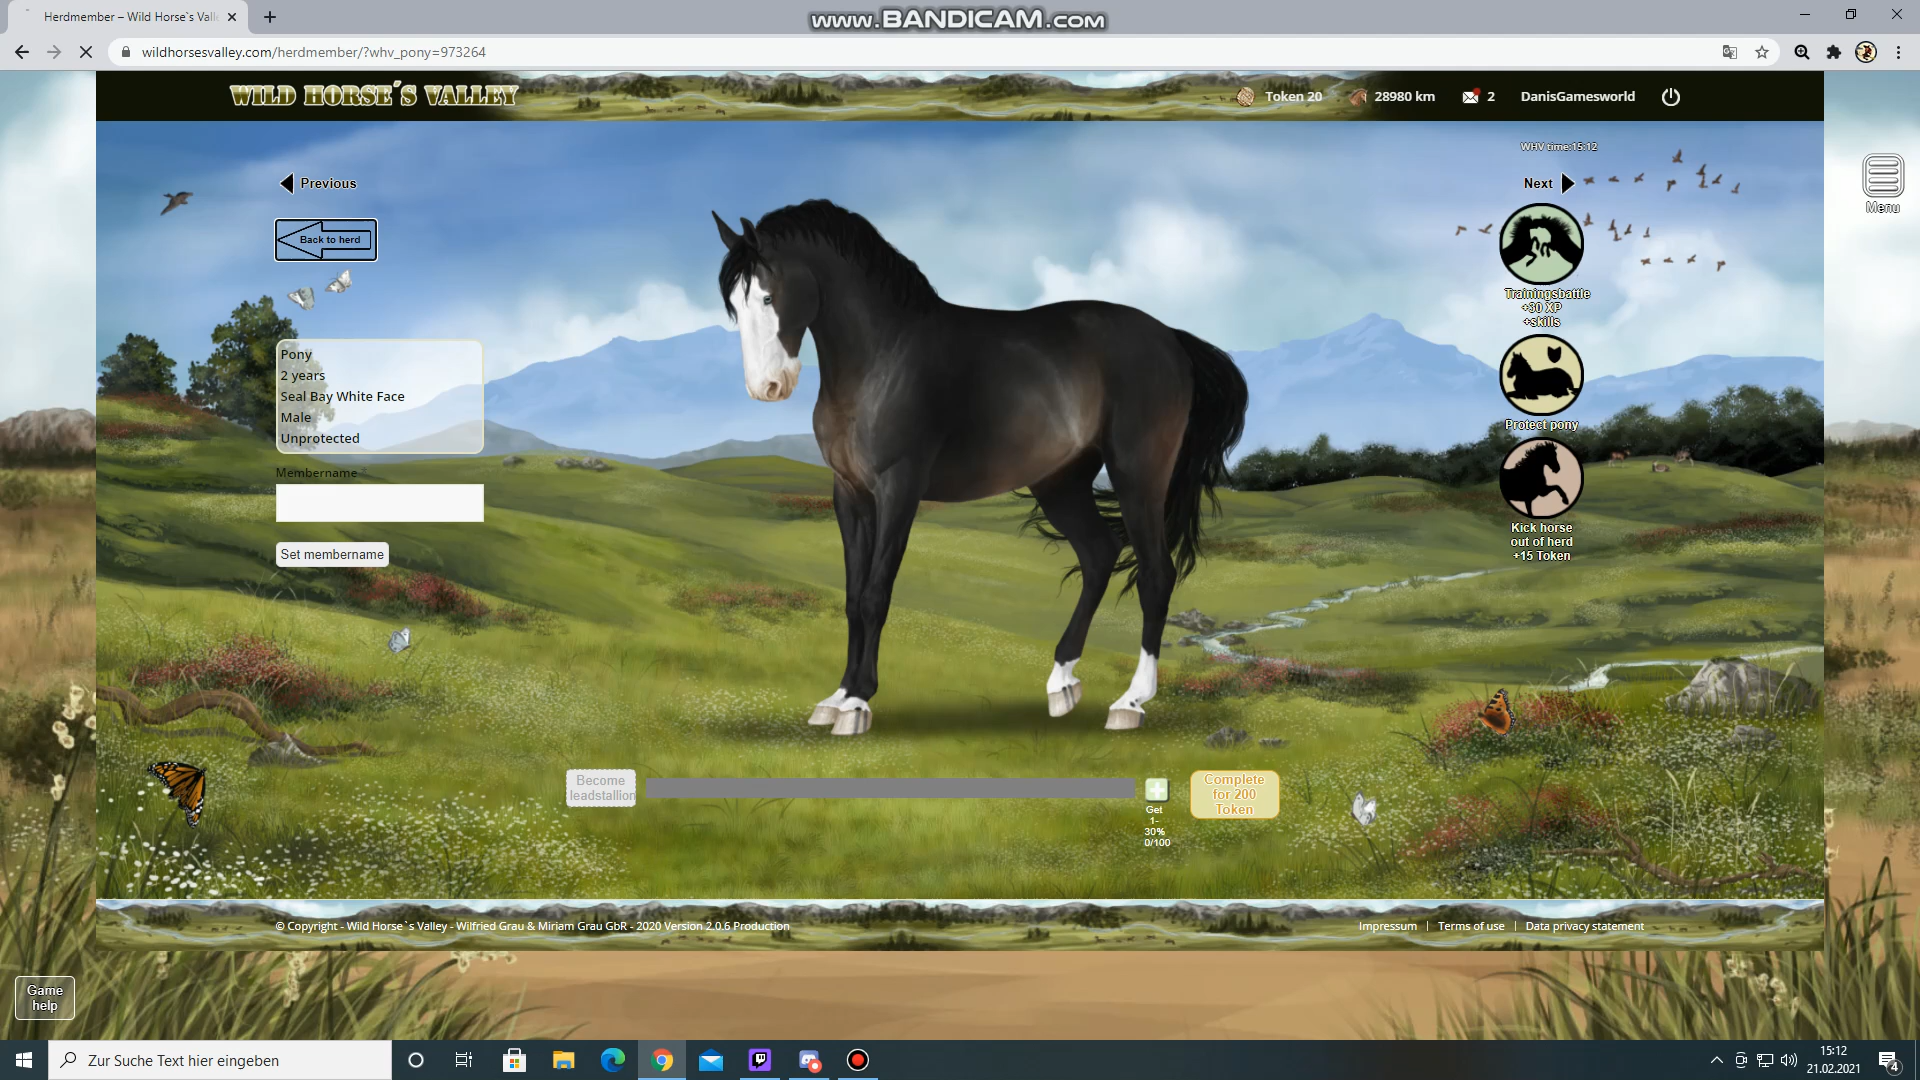 Herdmember – Wild Horse`s Vall
www.BANDICAM.com
wildhorsesvalley.com/herdmember/?whv_pony=973264
WILD HORSE´S VALLEY
Token 20
28980 km
2
DanisGamesworld
WHV time:15:12
Previous
Next
Menu
Back to herd
Trainingsbattle
+30 XP
+skills
Pony
2 years
Seal Bay White Face
Male
Unprotected
Protect pony
Membername
Set membername
Kick horse
out of herd
+15 Token
Become
leadstallion
Get
1-
30%
0/100
Complete
for 200
Token
© Copyright - Wild Horse`s Valley - Wilfried Grau & Miriam Grau GbR - 2020 Version 2.0.6 Production
Impressum | Terms of use | Data privacy statement
Game
help
Zur Suche Text hier eingeben
15:12
21.02.2021
4